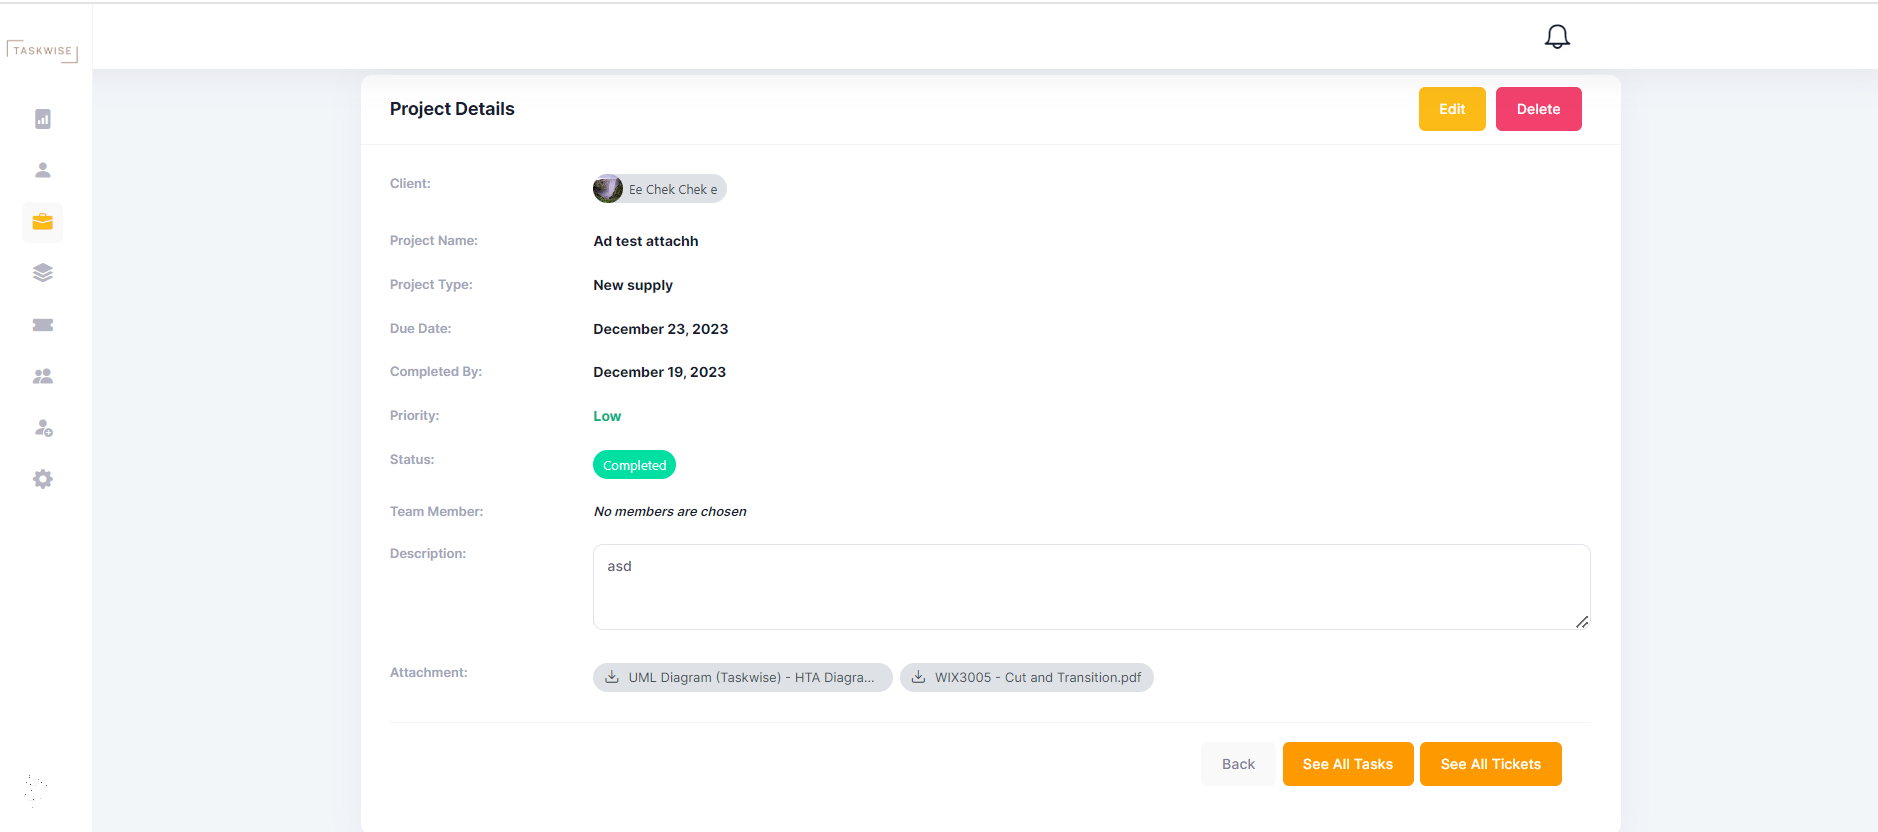 TASKWISE
Project Details
Edit
Delete
Client:
Ee Chek Chek e
Project Name:
Ad test attachh
Project Type:
New supply
Due Date:
December 23, 2023
Completed By:
December 19, 2023
Priority:
Low
Status:
Completed
Team Member:
No members are chosen
Description:
asd
Attachment:
UML Diagram (Taskwise) - HTA Diagra...
WIX3005 - Cut and Transition.pdf
Back
See All Tasks
See All Tickets